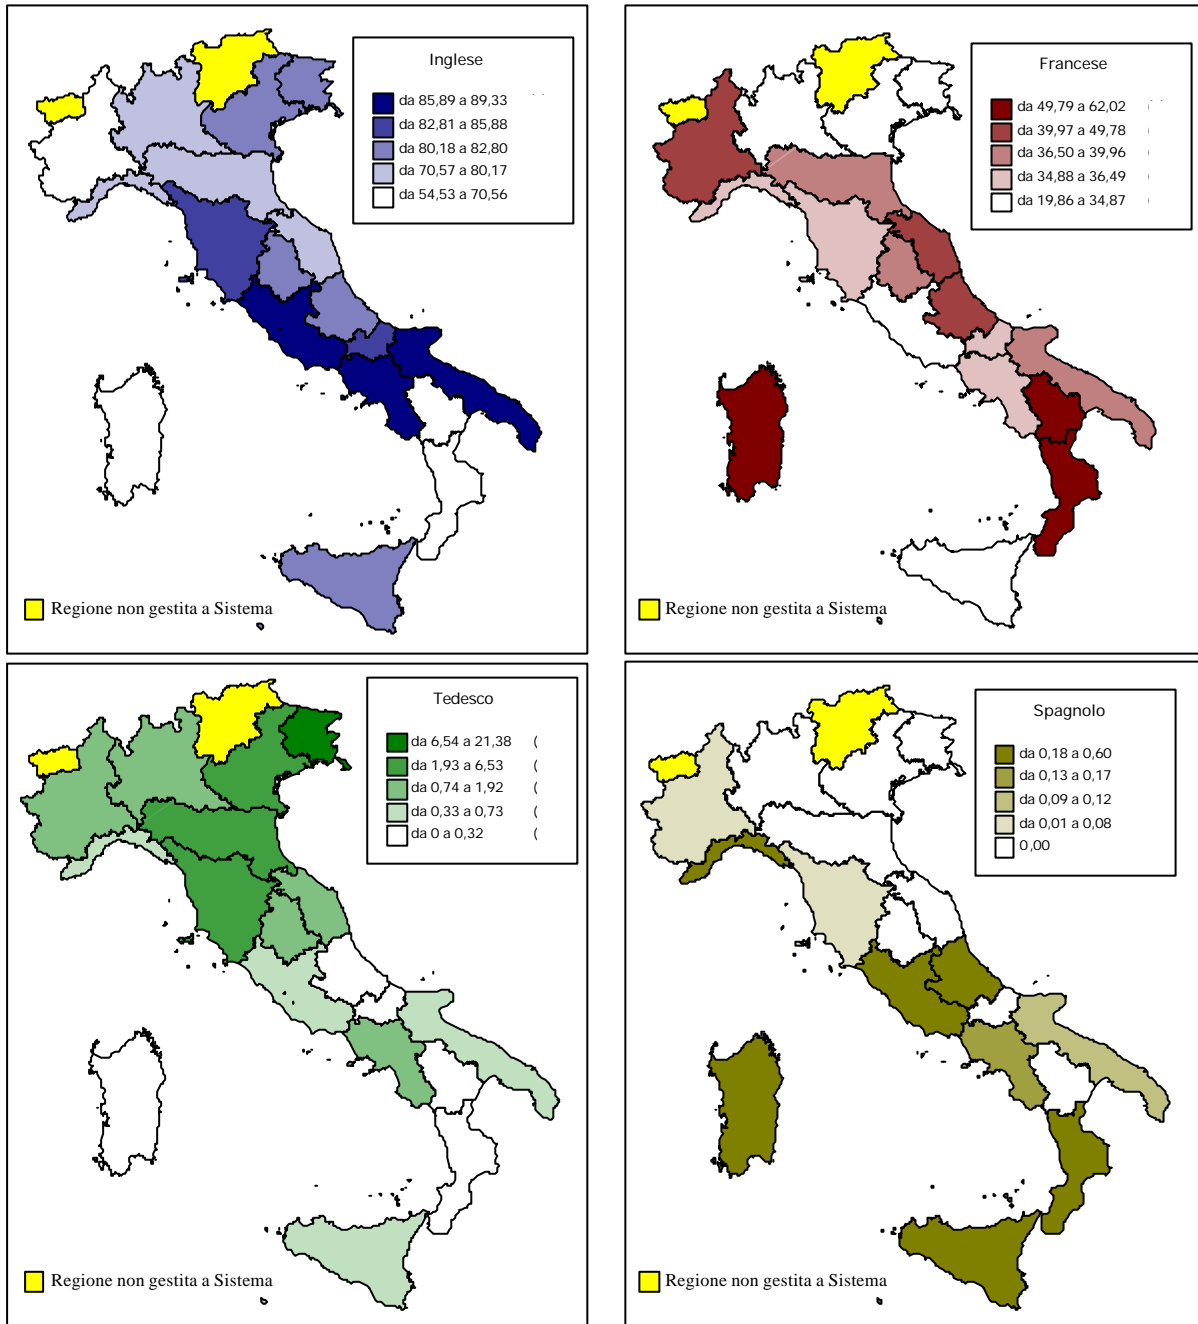 Inglese
da 85,89 a 89,33
da 82,81 a 85,88
da 80,18 a 82,80
da 70,57 a 80,17
da 54,53 a 70,56
Regione non gestita a Sistema
Francese
da 49,79 a 62,02 (
da 39,97 a 49,78 (
da 36,50 a 39,96 (
da 34,88 a 36,49 (
da 19,86 a 34,87 (
Regione non gestita a Sistema
Tedesco
da 6,54 a 21,38 (
da 1,93 a 6,53 (
da 0,74 a 1,92 (
da 0,33 a 0,73 (
da 0 a 0,32 (
Regione non gestita a Sistema
Spagnolo
da 0,18 a 0,60
da 0,13 a 0,17
da 0,09 a 0,12
da 0,01 a 0,08
0,00
Regione non gestita a Sistema